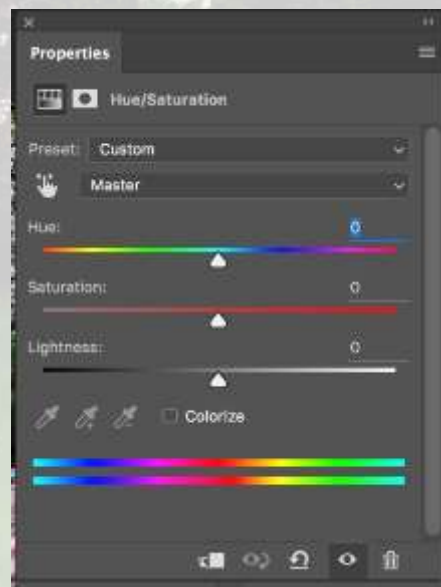 Properties
Hue/Saturation
Preset: Custom
Master
Hue: 0
Saturation: 0
Lightness: 0
Colorize